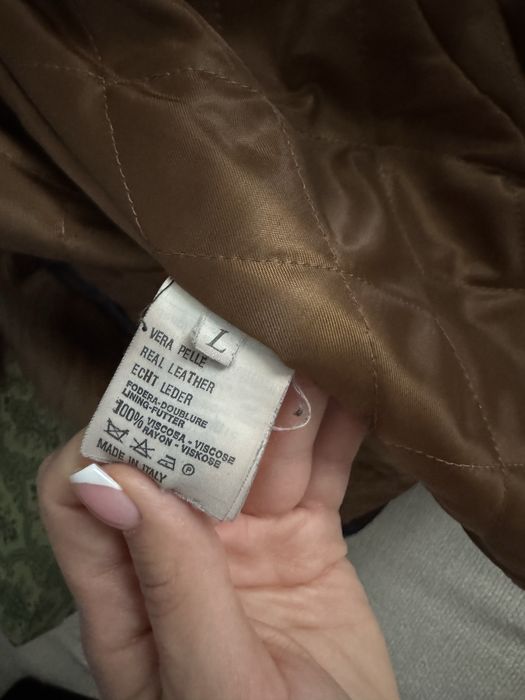 L
VERA PELLE
REAL LEATHER
ECHT LEDER
FODERA-DOUBLURE
LINING-FUTTER
100% VISCOSA - VISCOSE
RAYON - VISKOSE
P
MADE IN ITALY